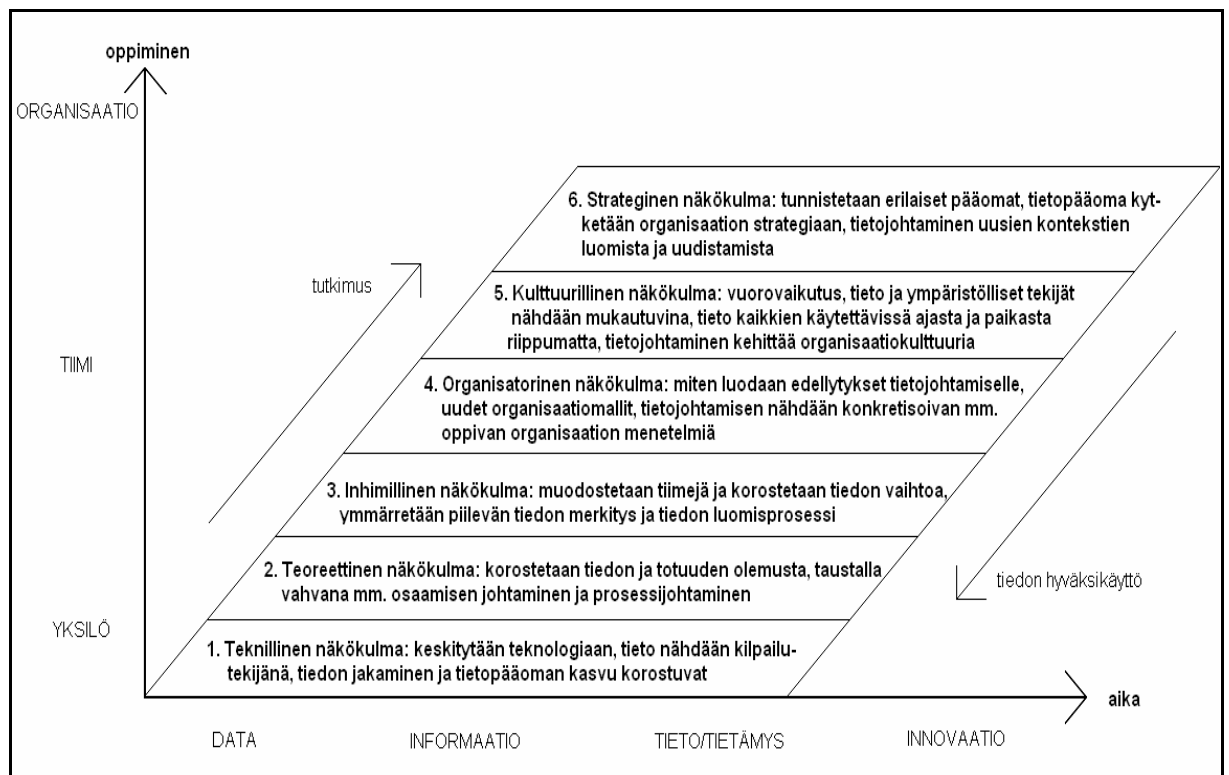 oppiminen
ORGANISAATIO
6. Strateginen näkökulma: tunnistetaan erilaiset pääomat, tietopääoma kyt-
ketään organisaation strategiaan, tietojohtaminen uusien kontekstien
luomista ja uudistamista
tutkimus
5. Kulttuurillinen näkökulma: vuorovaikutus, tieto ja ympäristölliset tekijät
nähdään mukautuvina, tieto kaikkien käytettävissä ajasta ja paikasta
riippumatta, tietojohtaminen kehittää organisaatiokulttuuria
TIIMI
4. Organisatorinen näkökulma: miten luodaan edellytykset tietojohtamiselle,
uudet organisaatiomallit, tietojohtamisen nähdään konkretisoivan mm.
oppivan organisaation menetelmiä
3. Inhimillinen näkökulma: muodostetaan tiimejä ja korostetaan tiedon vaihtoa,
ymmärretään piilevän tiedon merkitys ja tiedon luomisprosessi
2. Teoreettinen näkökulma: korostetaan tiedon ja totuuden olemusta, taustalla
vahvana mm. osaamisen johtaminen ja prosessijohtaminen
tiedon hyväksikäyttö
YKSILÖ
1. Teknillinen näkökulma: keskitytään teknologiaan, tieto nähdään kilpailu-
tekijänä, tiedon jakaminen ja tietopääoman kasvu korostuvat
aika
DATA
INFORMAATIO
TIETO/TIETÄMYS
INNOVAATIO